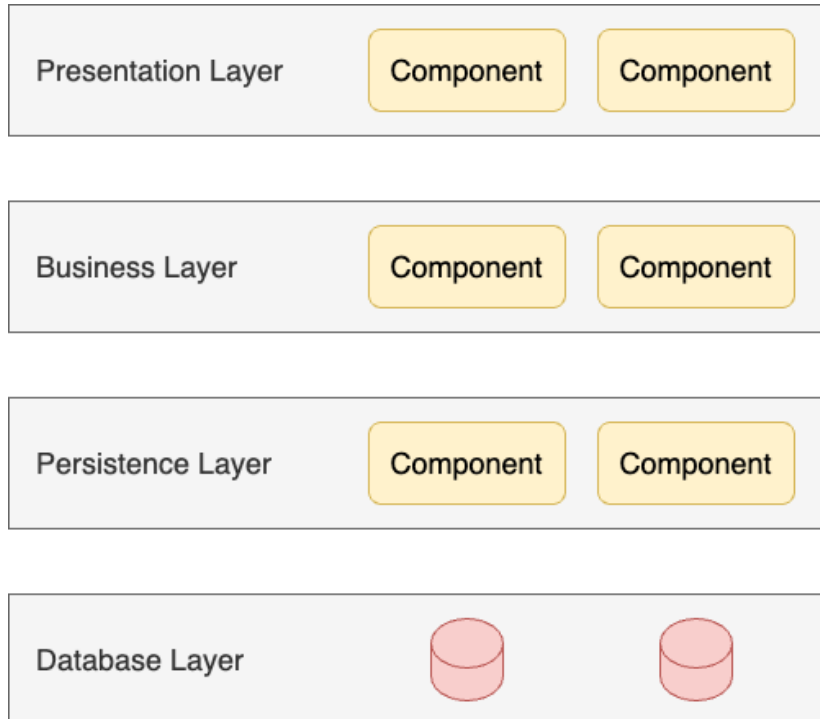 Presentation Layer Component Component
Business Layer Component Component
Persistence Layer Component Component
Database Layer